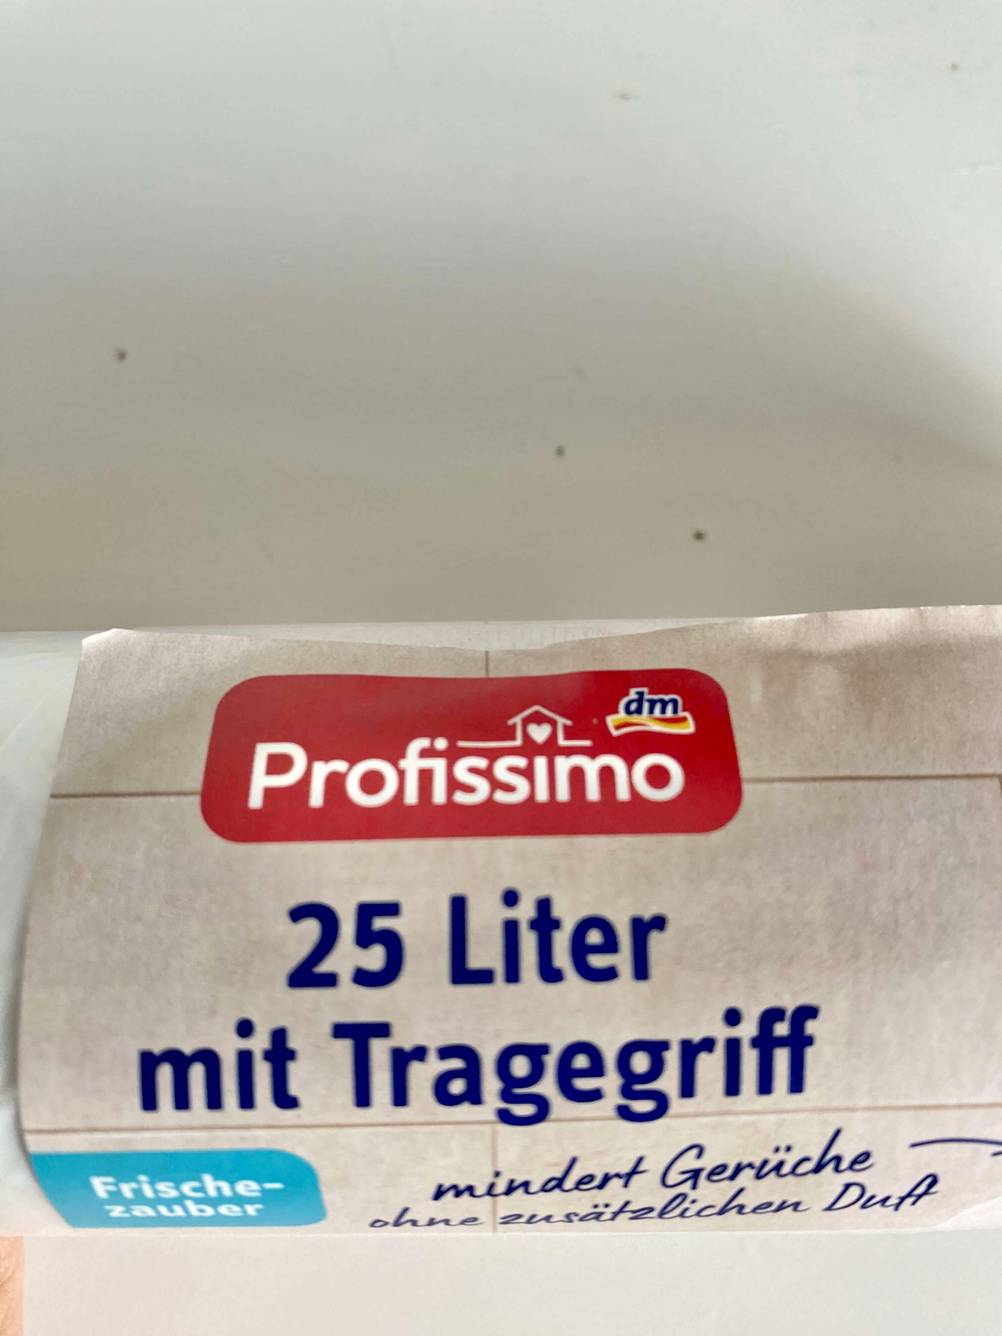 dm
Profissimo
25 Liter
mit Tragegriff
Frische-
zauber
mindert Gerüche
ohne zusätzlichen Duft